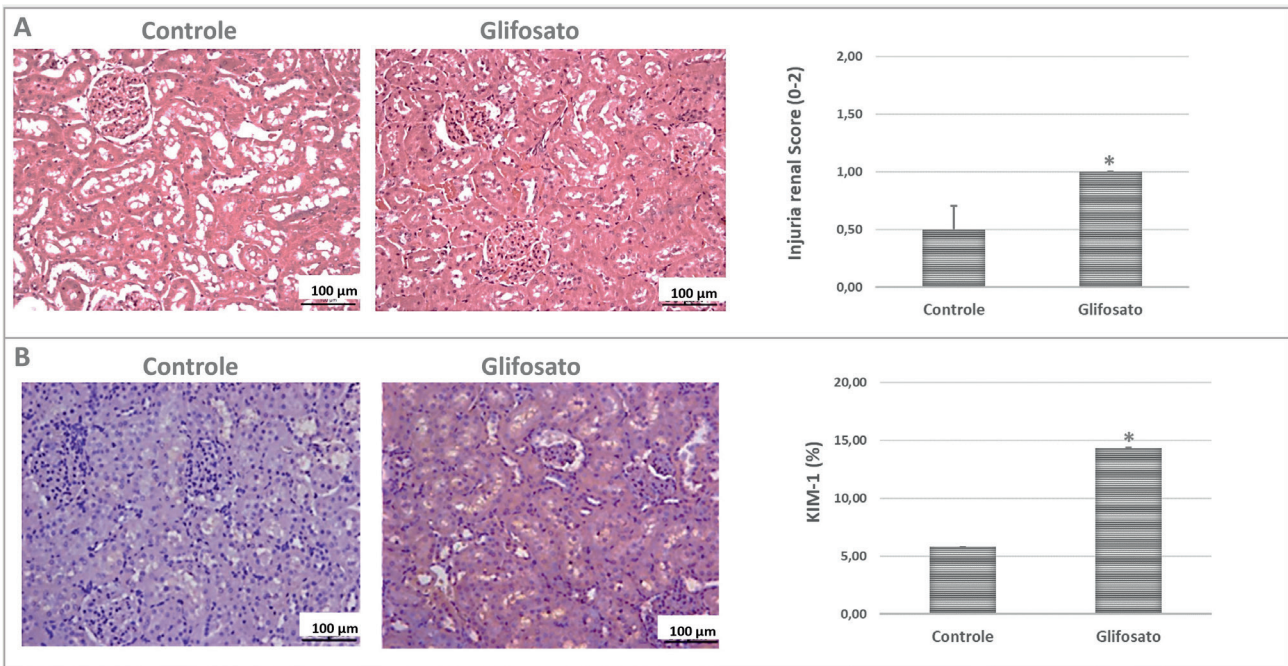 A
Controle
Glifosato
100 µm
100 µm
Injuria renal Score (0-2)
2,00
1,50
1,00
0,50
0,00
*
Controle
Glifosato
B
Controle
Glifosato
100 µm
100 µm
KIM-1 (%)
20,00
15,00
10,00
5,00
0,00
*
Controle
Glifosato